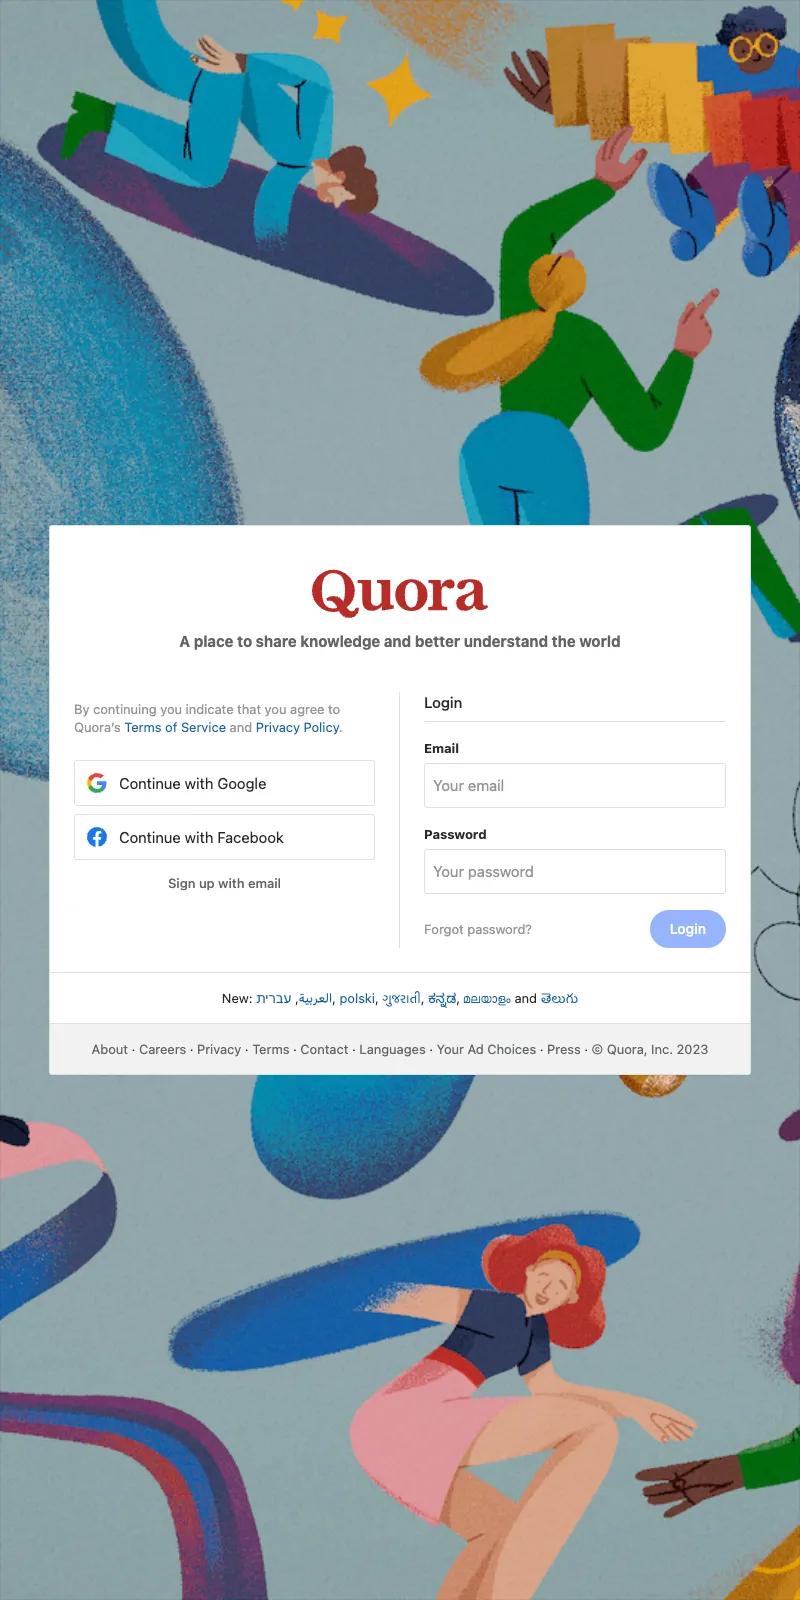 Quora
A place to share knowledge and better understand the world
By continuing you indicate that you agree to
Quora's Terms of Service and Privacy Policy.
Continue with Google
Continue with Facebook
Sign up with email
Login
Email
Your email
Password
Your password
Forgot password?
Login
New: עברית, العربية, polski, ગુજરાતી, ಕನ್ನಡ, മലയാളം and తెలుగు
About · Careers · Privacy · Terms · Contact · Languages · Your Ad Choices · Press · © Quora, Inc. 2023